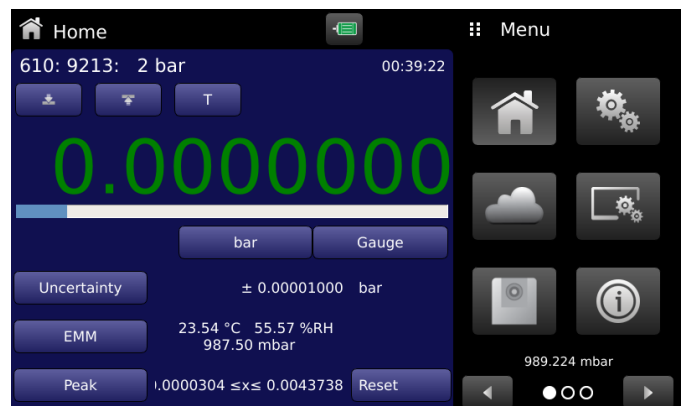 Home
Menu
610: 9213: 2 bar 00:39:22
T
0.0000000
bar Gauge
Uncertainty ± 0.00001000 bar
EMM 23.54 °C 55.57 %RH
987.50 mbar
989.224 mbar
Peak ≤x≤ 0.0043738 Reset